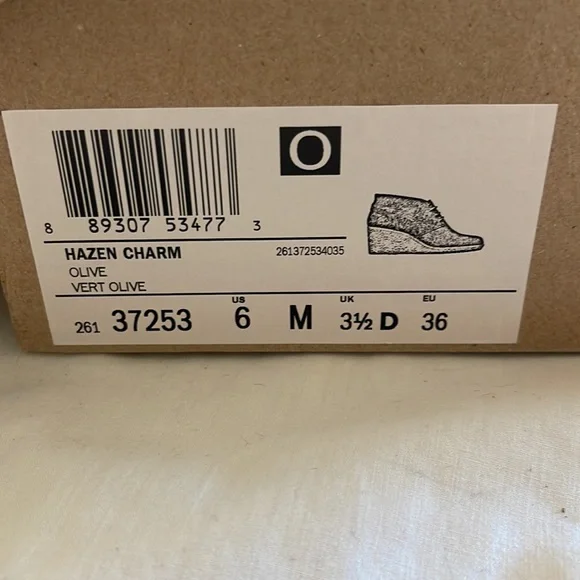 O
8 89307 53477 3
HAZEN CHARM 261372534035
OLIVE
VERT OLIVE
US UK EU
261 37253 6 M 3½ D 36